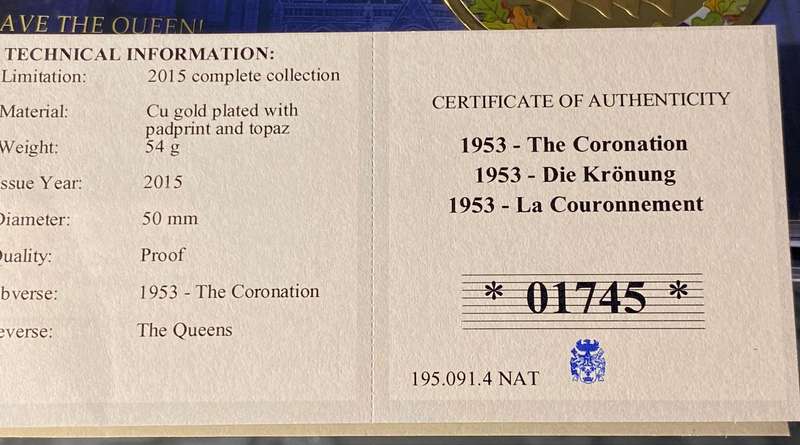 AVE THE QUEEN!
TECHNICAL INFORMATION:
Limitation: 2015 complete collection
Material: Cu gold plated with
padprint and topaz
Weight: 54 g
ssue Year: 2015
Diameter: 50 mm
uality: Proof
bverse: 1953 - The Coronation
everse: The Queens
CERTIFICATE OF AUTHENTICITY
1953 - The Coronation
1953 - Die Krönung
1953 - La Couronnement
* 01745 *
195.091.4 NAT